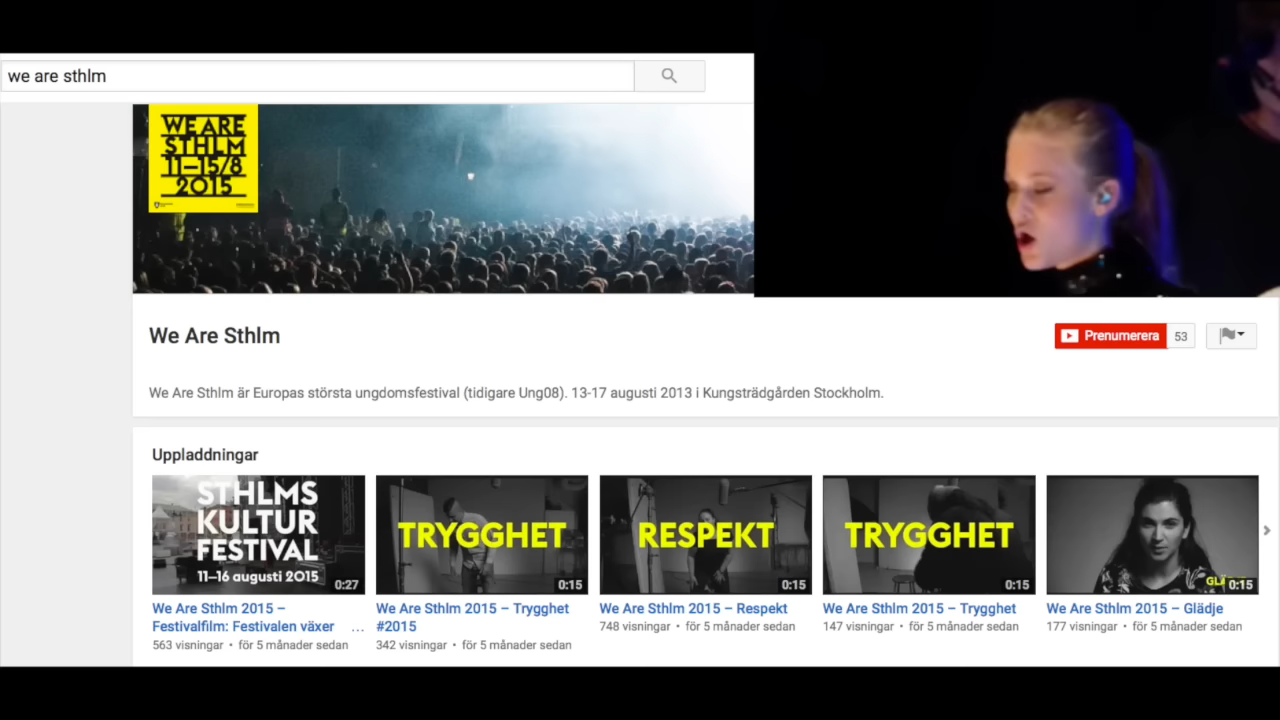 we are sthlm
WE ARE
STHLM
11–15/8
2015
We Are Sthlm
Prenumerera
53
We Are Sthlm är Europas största ungdomsfestival (tidigare Ung08). 13-17 augusti 2013 i Kungsträdgården Stockholm.
Uppladdningar
STHLMS
KULTUR
FESTIVAL
11–16 augusti 2015
0:27
We Are Sthlm 2015 –
Festivalfilm: Festivalen växer ...
563 visningar • för 5 månader sedan
TRYGGHET
0:15
We Are Sthlm 2015 – Trygghet
#2015
342 visningar • för 5 månader sedan
RESPEKT
0:15
We Are Sthlm 2015 – Respekt
748 visningar • för 5 månader sedan
TRYGGHET
0:15
We Are Sthlm 2015 – Trygghet
147 visningar • för 5 månader sedan
0:15
We Are Sthlm 2015 – Glädje
177 visningar • för 5 månader sedan